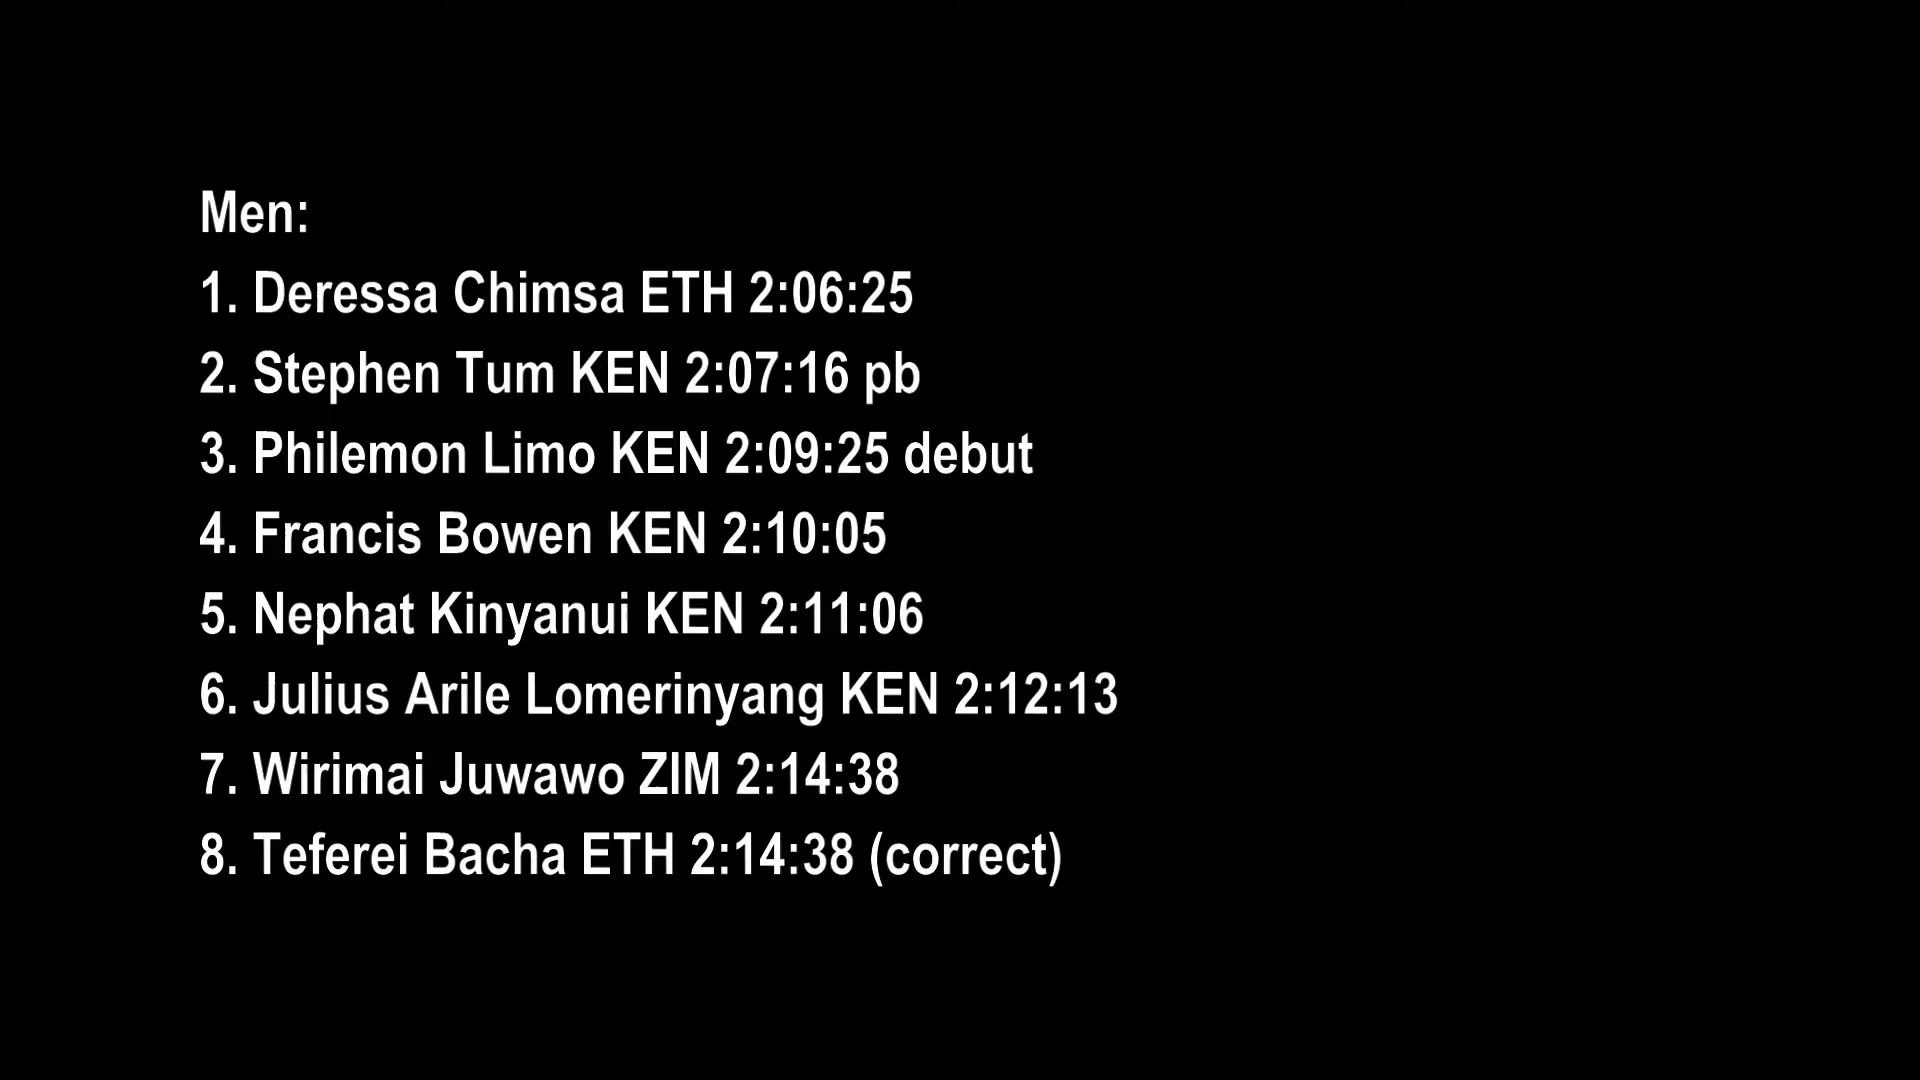 Men:
1. Deressa Chimsa ETH 2:06:25
2. Stephen Tum KEN 2:07:16 pb
3. Philemon Limo KEN 2:09:25 debut
4. Francis Bowen KEN 2:10:05
5. Nephat Kinyanui KEN 2:11:06
6. Julius Arile Lomerinyang KEN 2:12:13
7. Wirimai Juwawo ZIM 2:14:38
8. Teferei Bacha ETH 2:14:38 (correct)